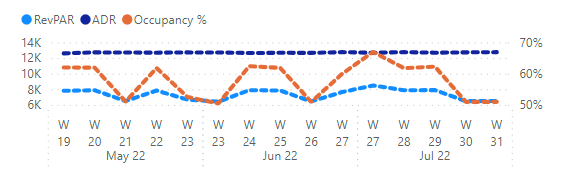 RevPAR ADR Occupancy %
14K 70%
12K
10K 60%
8K
6K 50%
W W W W W W W W W W W W W W W
19 20 21 22 23 23 24 25 26 27 27 28 29 30 31
May 22 Jun 22 Jul 22